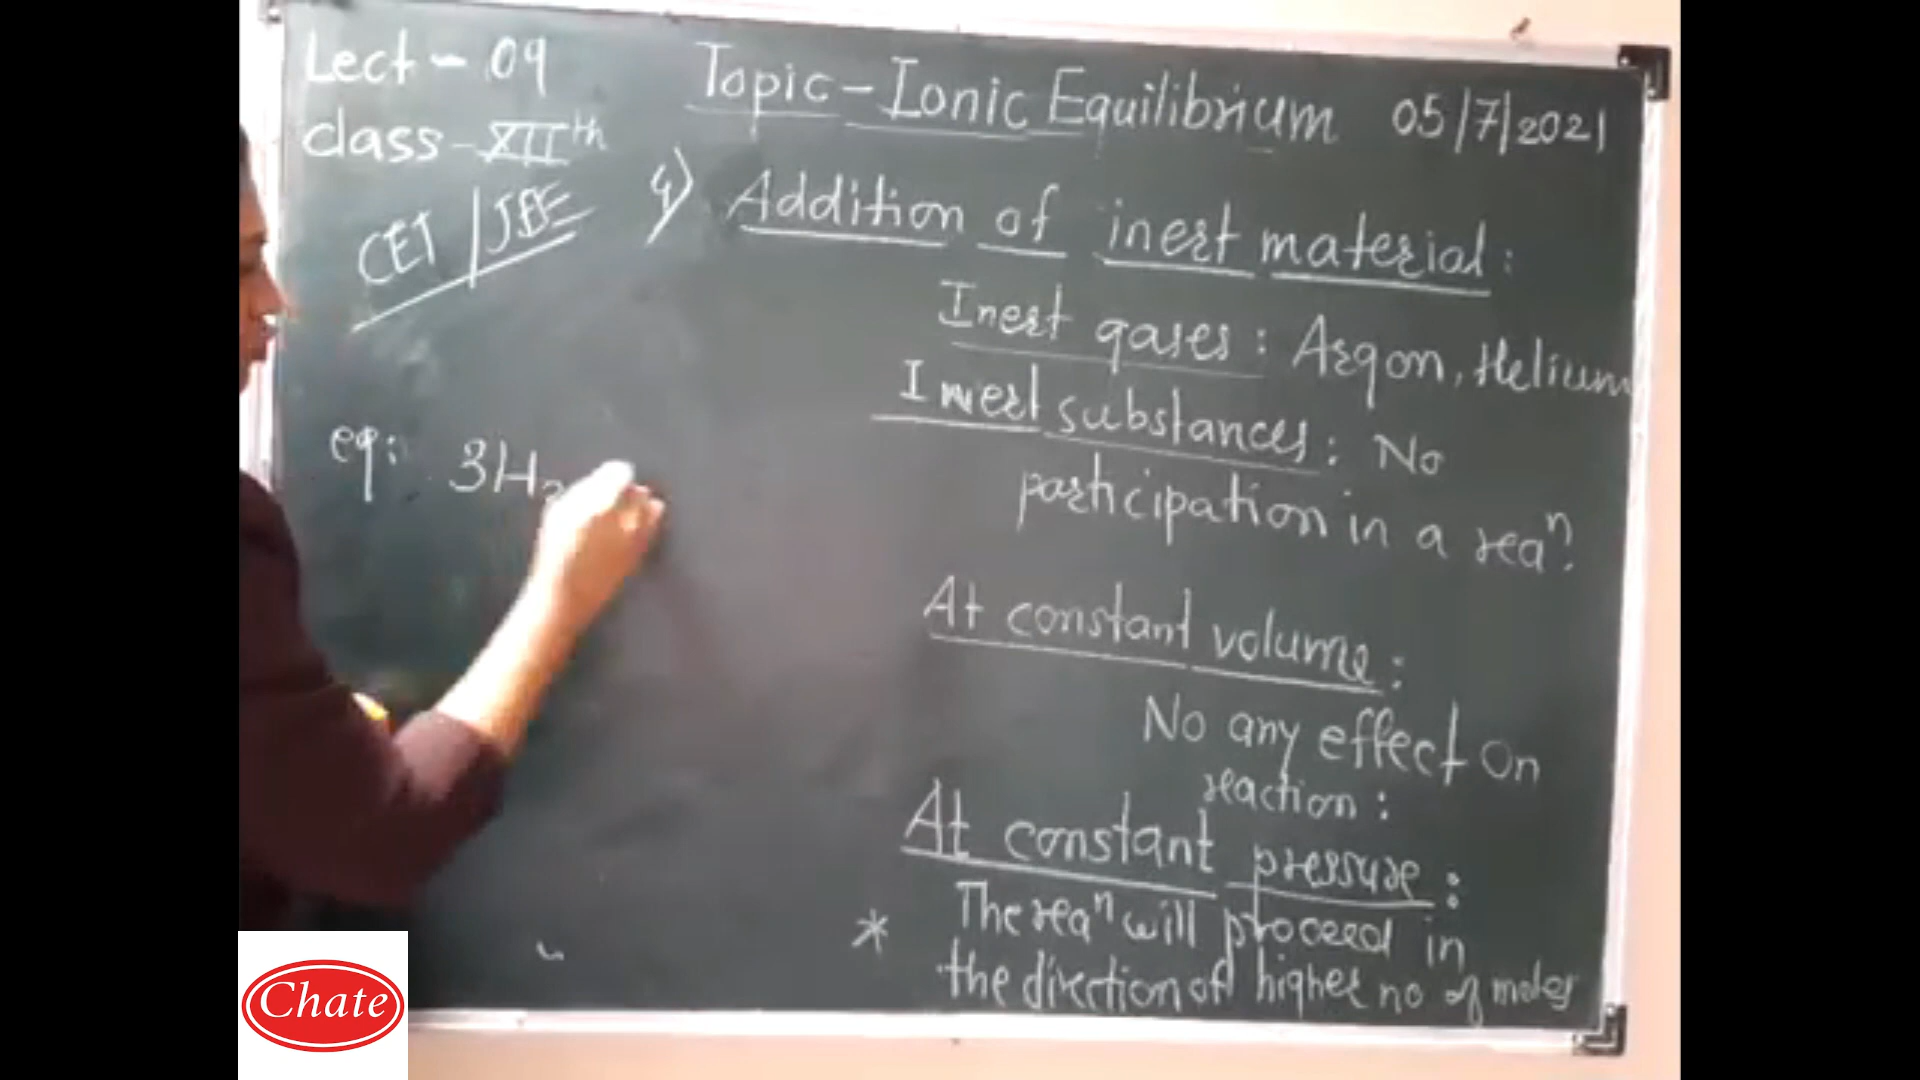 Lect - 09
Class - XIIth
CET / JEE
Topic - Ionic Equilibrium 05/7/2021
4) Addition of inert material :
Inert gases : Argon, Helium
Inert substances : No
participation in a reaⁿ.
eg: 3H2
At constant volume :
No any effect on
reaction :
At constant pressure :
* The reaⁿ will proceed in
the direction of higher no of moles
Chate